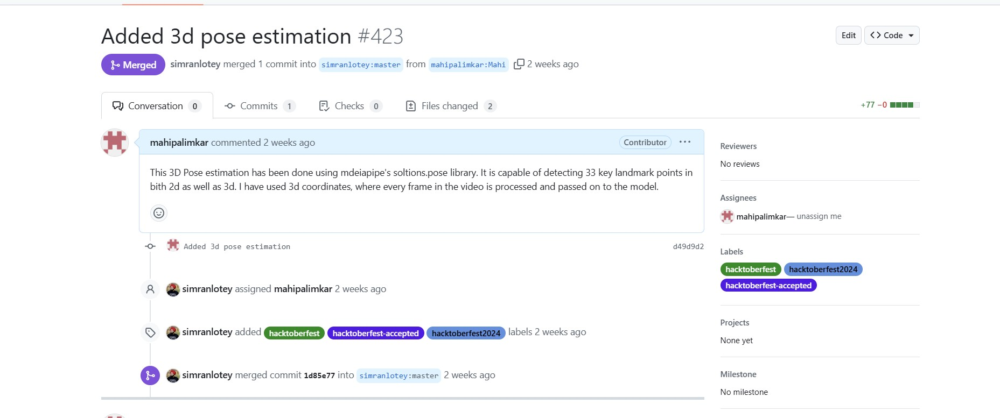 Added 3d pose estimation #423
Edit
Code
Merged
simranlotey merged 1 commit into simranlotey:master from mahipalimkar:Mahi 2 weeks ago
Conversation 0
Commits 1
Checks 0
Files changed 2
+77 −0
mahipalimkar commented 2 weeks ago
Contributor
This 3D Pose estimation has been done using mdeiapipe's soltions.pose library. It is capable of detecting 33 key landmark points in
bith 2d as well as 3d. I have used 3d coordinates, where every frame in the video is processed and passed on to the model.
Added 3d pose estimation
d49d9d2
simranlotey assigned mahipalimkar 2 weeks ago
simranlotey added hacktoberfest hacktoberfest-accepted hacktoberfest2024 labels 2 weeks ago
simranlotey merged commit 1d85e77 into simranlotey:master 2 weeks ago
Reviewers
No reviews
Assignees
mahipalimkar— unassign me
Labels
hacktoberfest hacktoberfest2024
hacktoberfest-accepted
Projects
None yet
Milestone
No milestone